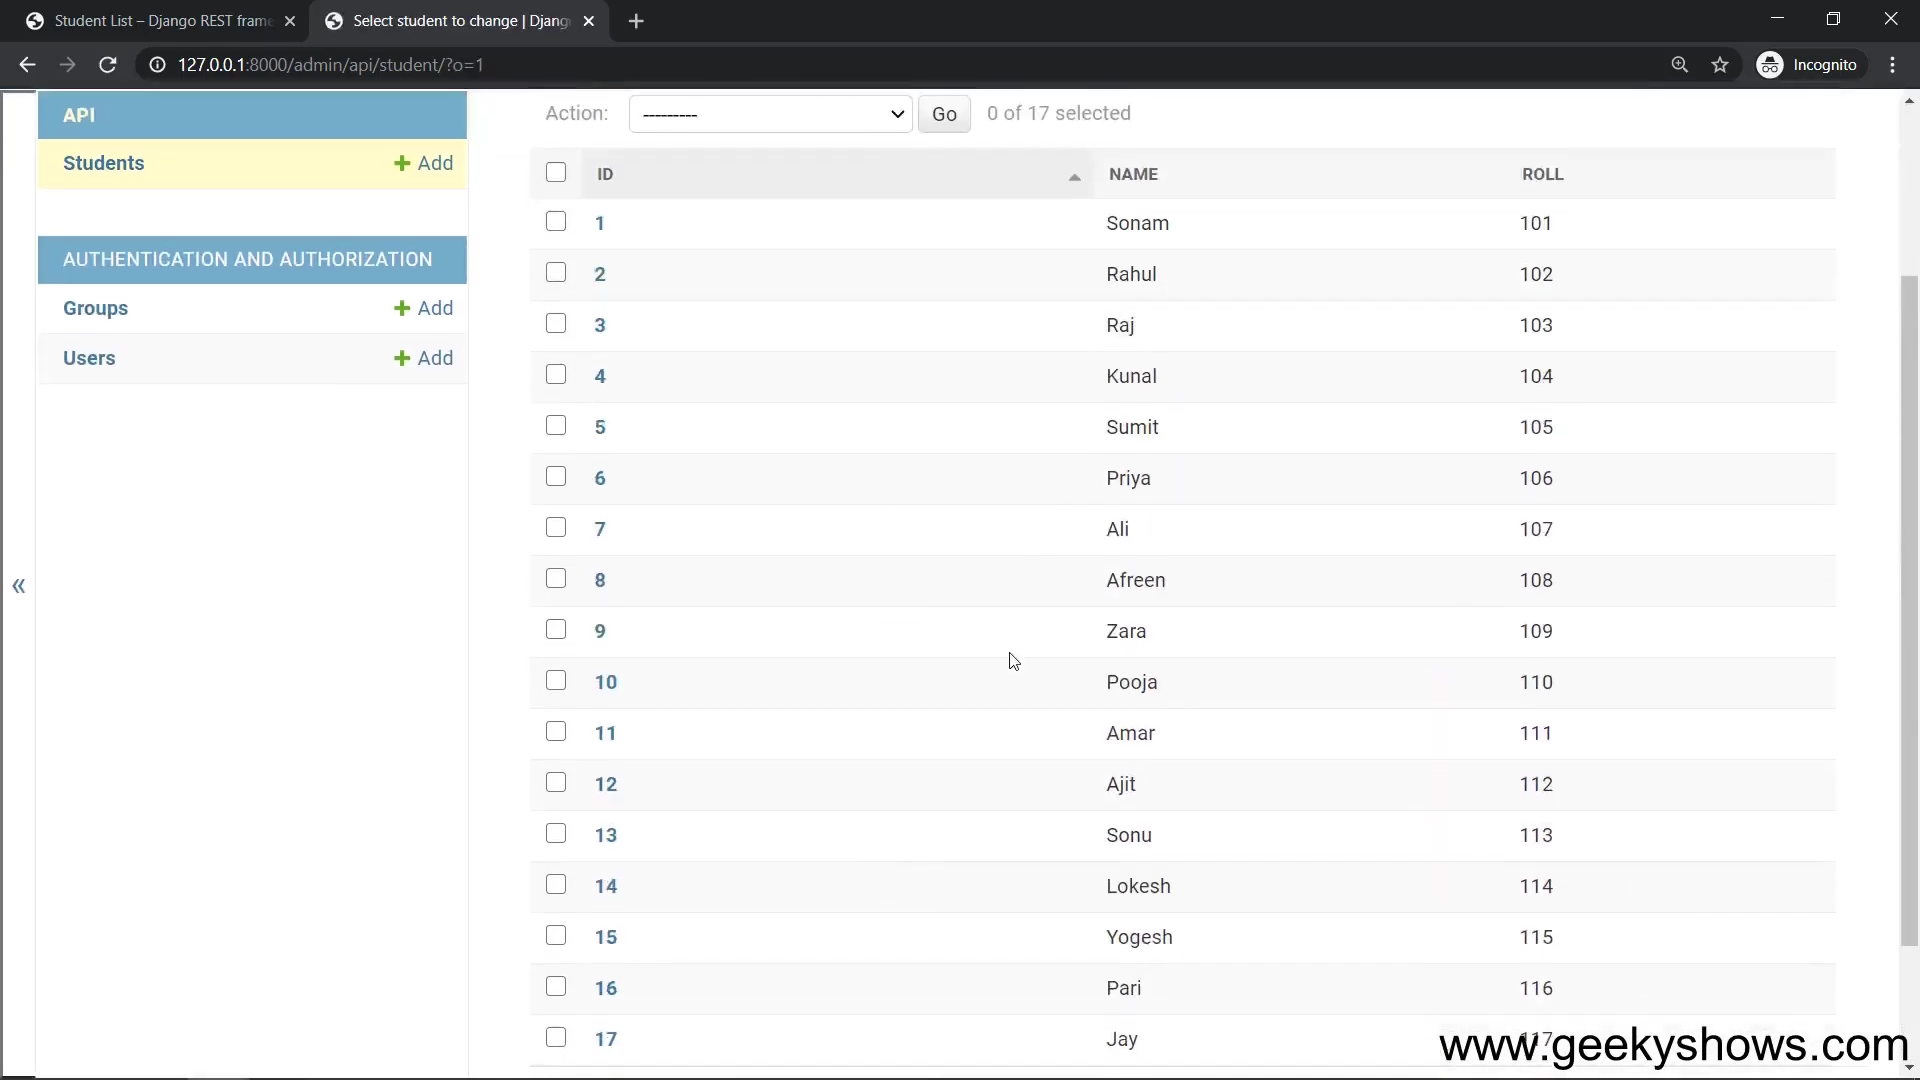 Student List – Django REST frame
Select student to change | Djang
127.0.0.1:8000/admin/api/student/?o=1
Incognito
API
Students + Add
AUTHENTICATION AND AUTHORIZATION
Groups + Add
Users + Add
«
Action: --------- Go 0 of 17 selected
ID NAME ROLL
1 Sonam 101
2 Rahul 102
3 Raj 103
4 Kunal 104
5 Sumit 105
6 Priya 106
7 Ali 107
8 Afreen 108
9 Zara 109
10 Pooja 110
11 Amar 111
12 Ajit 112
13 Sonu 113
14 Lokesh 114
15 Yogesh 115
16 Pari 116
17 Jay 117
www.geekyshows.com